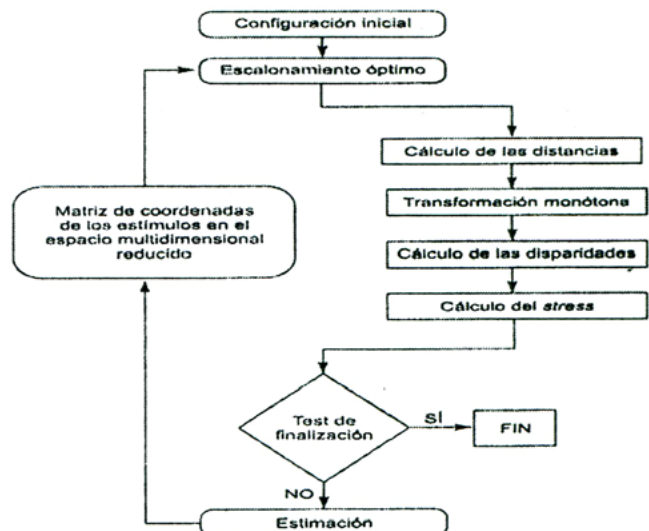 Configuración inicial
Escalonamiento óptimo
Cálculo de las distancias
Transformación monótona
Cálculo de las disparidades
Cálculo del stress
Test de
finalización
SÍ
FIN
NO
Estimación
Matriz de coordenadas
de los estímulos en el
espacio multidimensional
reducido